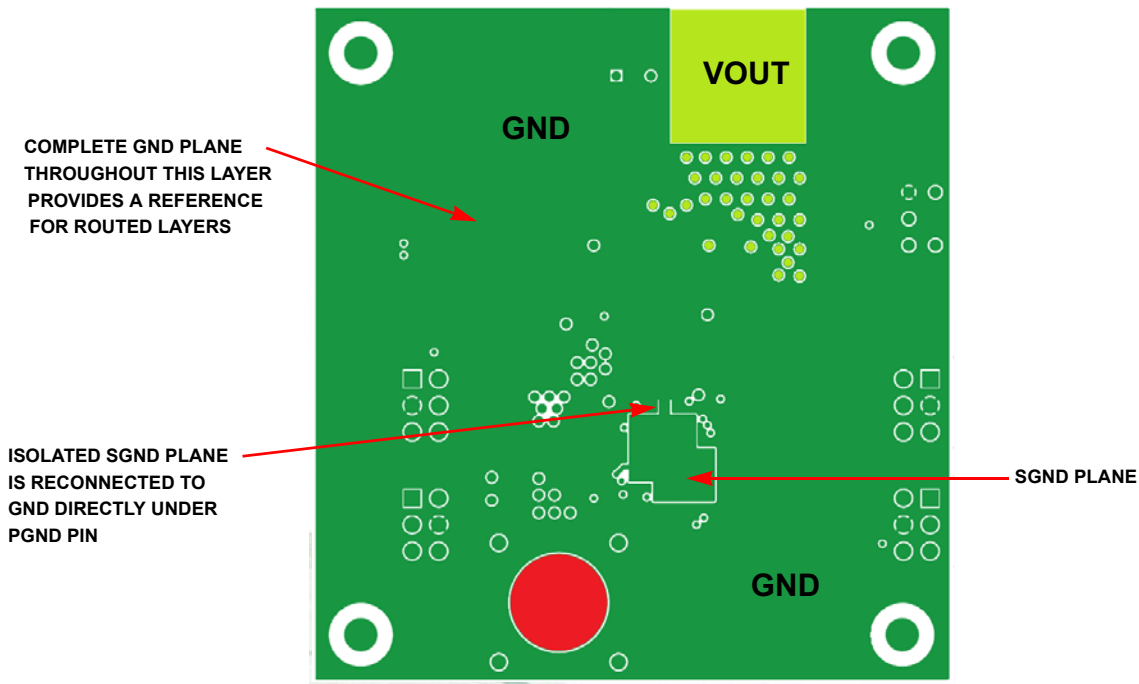 VOUT
GND
COMPLETE GND PLANE
THROUGHOUT THIS LAYER
PROVIDES A REFERENCE
FOR ROUTED LAYERS
ISOLATED SGND PLANE
IS RECONNECTED TO
GND DIRECTLY UNDER
PGND PIN
SGND PLANE
GND